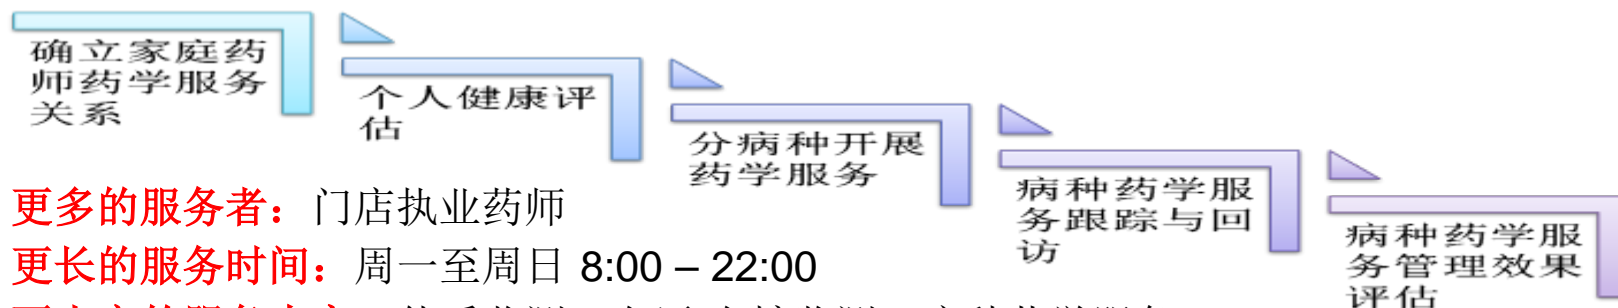 确立家庭药
师药学服务
关系
个人健康评
估
分病种开展
药学服务
病种药学服
务跟踪与回
访
病种药学服
务管理效果
评估
更多的服务者：门店执业药师
更长的服务时间：周一至周日 8:00 – 22:00